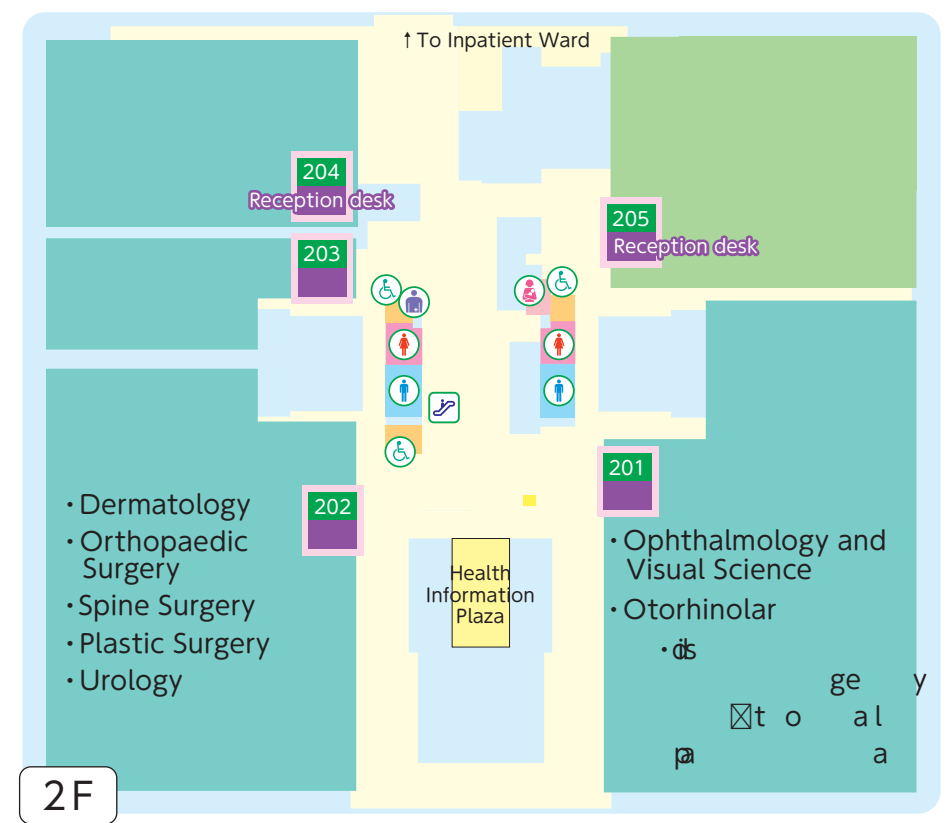 ↑To Inpatient Ward
204
Reception desk
205
Reception desk
203
201
202
・Dermatology
・Orthopaedic
Surgery
・Spine Surgery
・Plastic Surgery
・Urology
Health
Information
Plaza
・Ophthalmology and
Visual Science
・Otorhinolar
2F